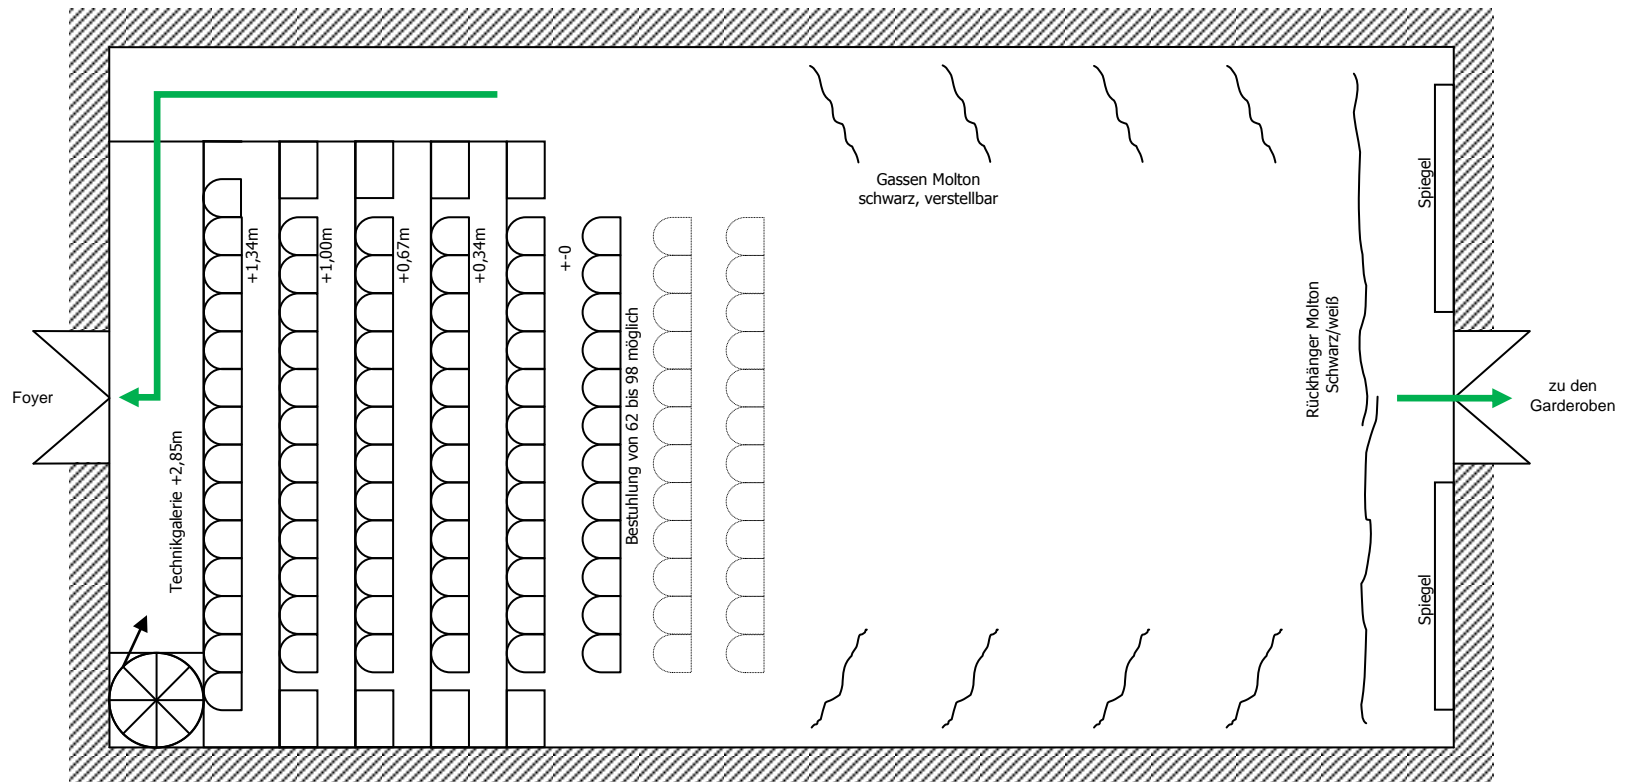 Foyer
Technikgalerie +2,85m
+1,34m
+1,00m
+0,67m
+0,34m
+-0
Bestuhlung von 62 bis 98 möglich
Gassen Molton
schwarz, verstellbar
Rückhänger Molton
Schwarz/weiß
Spiegel
Spiegel
zu den
Garderoben